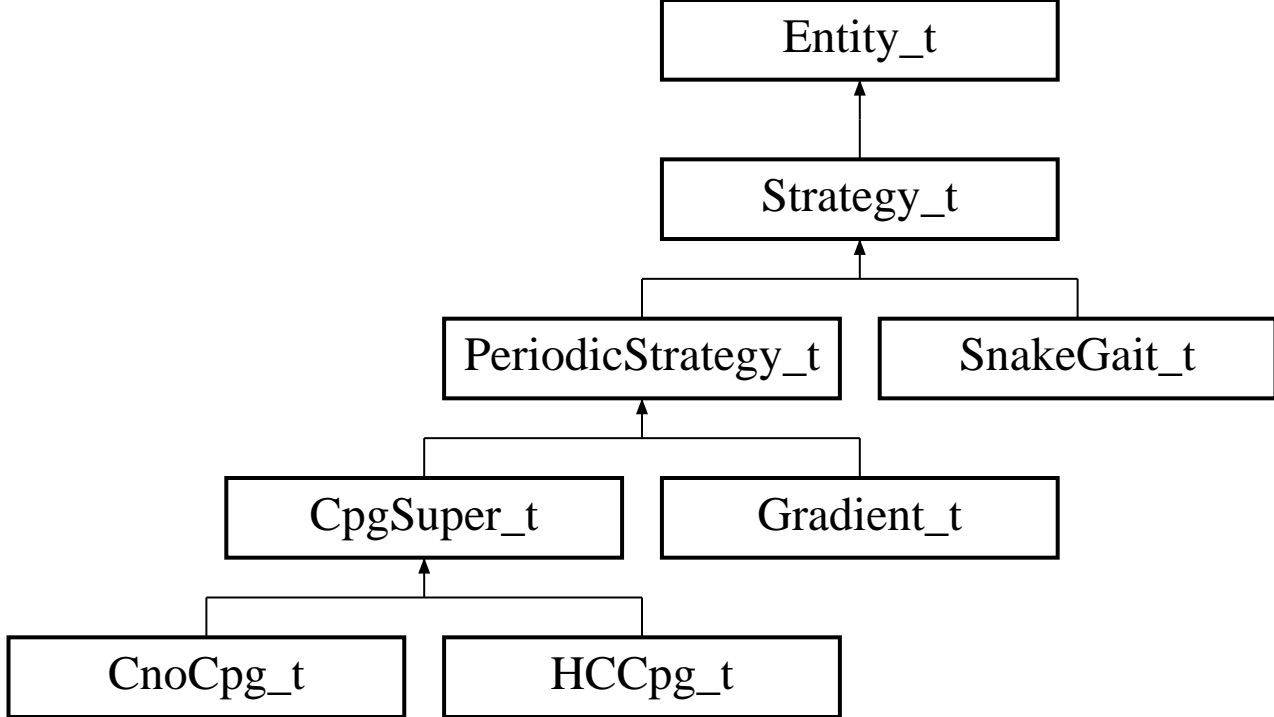 Entity_t
Strategy_t
PeriodicStrategy_t
SnakeGait_t
CpgSuper_t
Gradient_t
CnoCpg_t
HCCpg_t